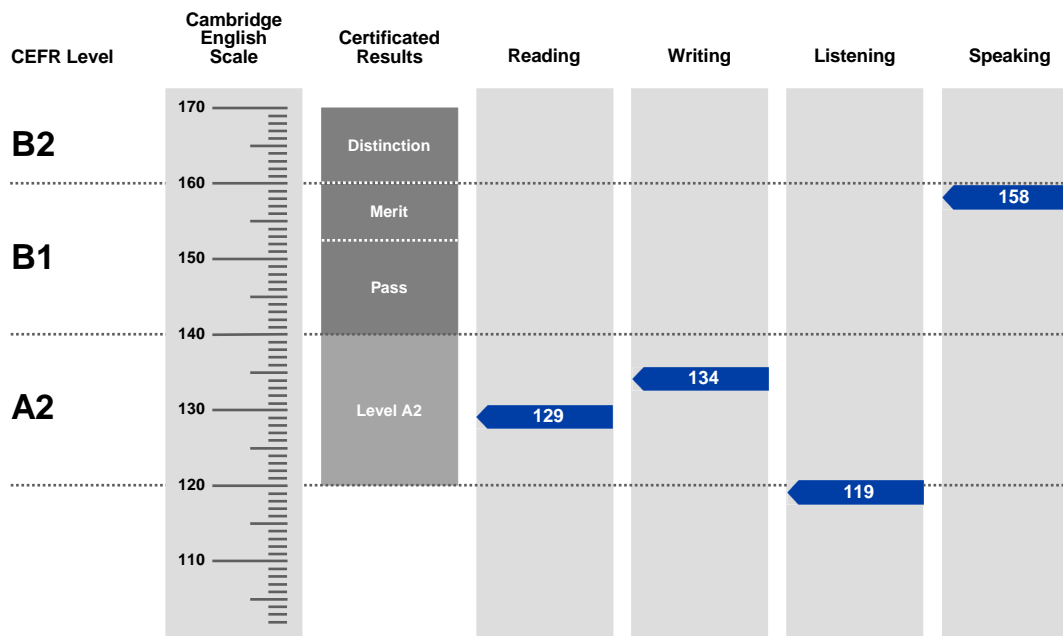 CEFR Level
Cambridge
English
Scale
Certificated
Results
Reading
Writing
Listening
Speaking
170
B2
Distinction
160
158
Merit
B1
150
Pass
140
134
A2
130
Level A2
129
120
119
110